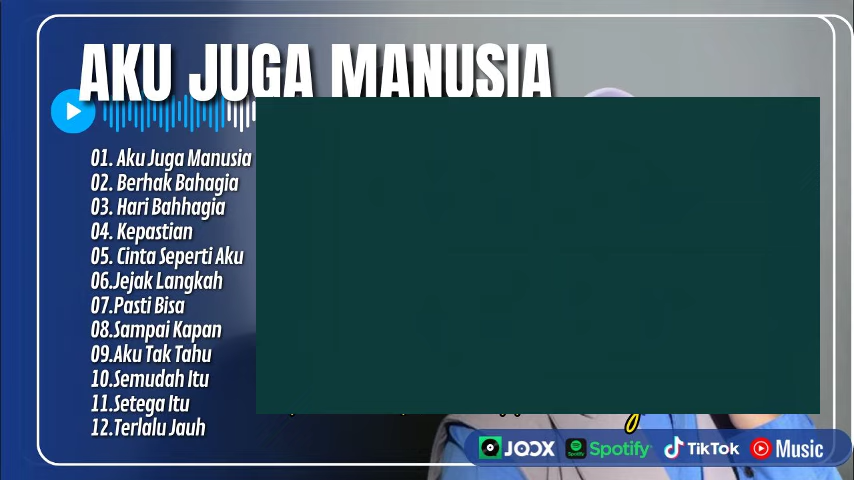 AKU JUGA MANUSIA
01. Aku Juga Manusia
02. Berhak Bahagia
03. Hari Bahhagia
04. Kepastian
05. Cinta Seperti Aku
06.Jejak Langkah
07.Pasti Bisa
08.Sampai Kapan
09.Aku Tak Tahu
10.Semudah Itu
11.Setega Itu
12.Terlalu Jauh
JOOX Spotify TikTok Music